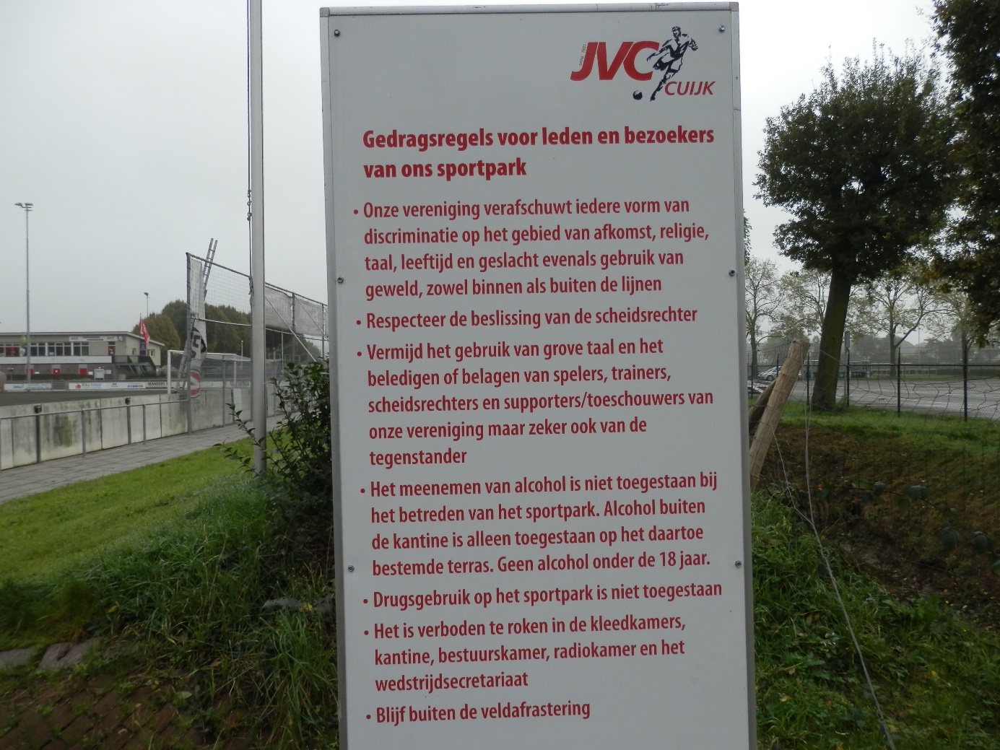 JVC
CUIJK
Gedragsregels voor leden en bezoekers
van ons sportpark
• Onze vereniging verafschuwt iedere vorm van
discriminatie op het gebied van afkomst, religie,
taal, leeftijd en geslacht evenals gebruik van
geweld, zowel binnen als buiten de lijnen
• Respecteer de beslissing van de scheidsrechter
• Vermijd het gebruik van grove taal en het
beledigen of belagen van spelers, trainers,
scheidsrechters en supporters/toeschouwers van
onze vereniging maar zeker ook van de
tegenstander
• Het meenemen van alcohol is niet toegestaan bij
het betreden van het sportpark. Alcohol buiten
de kantine is alleen toegestaan op het daartoe
bestemde terras. Geen alcohol onder de 18 jaar.
• Drugsgebruik op het sportpark is niet toegestaan
• Het is verboden te roken in de kleedkamers,
kantine, bestuurskamer, radiokamer en het
wedstrijdsecretariaat
• Blijf buiten de veldafrastering